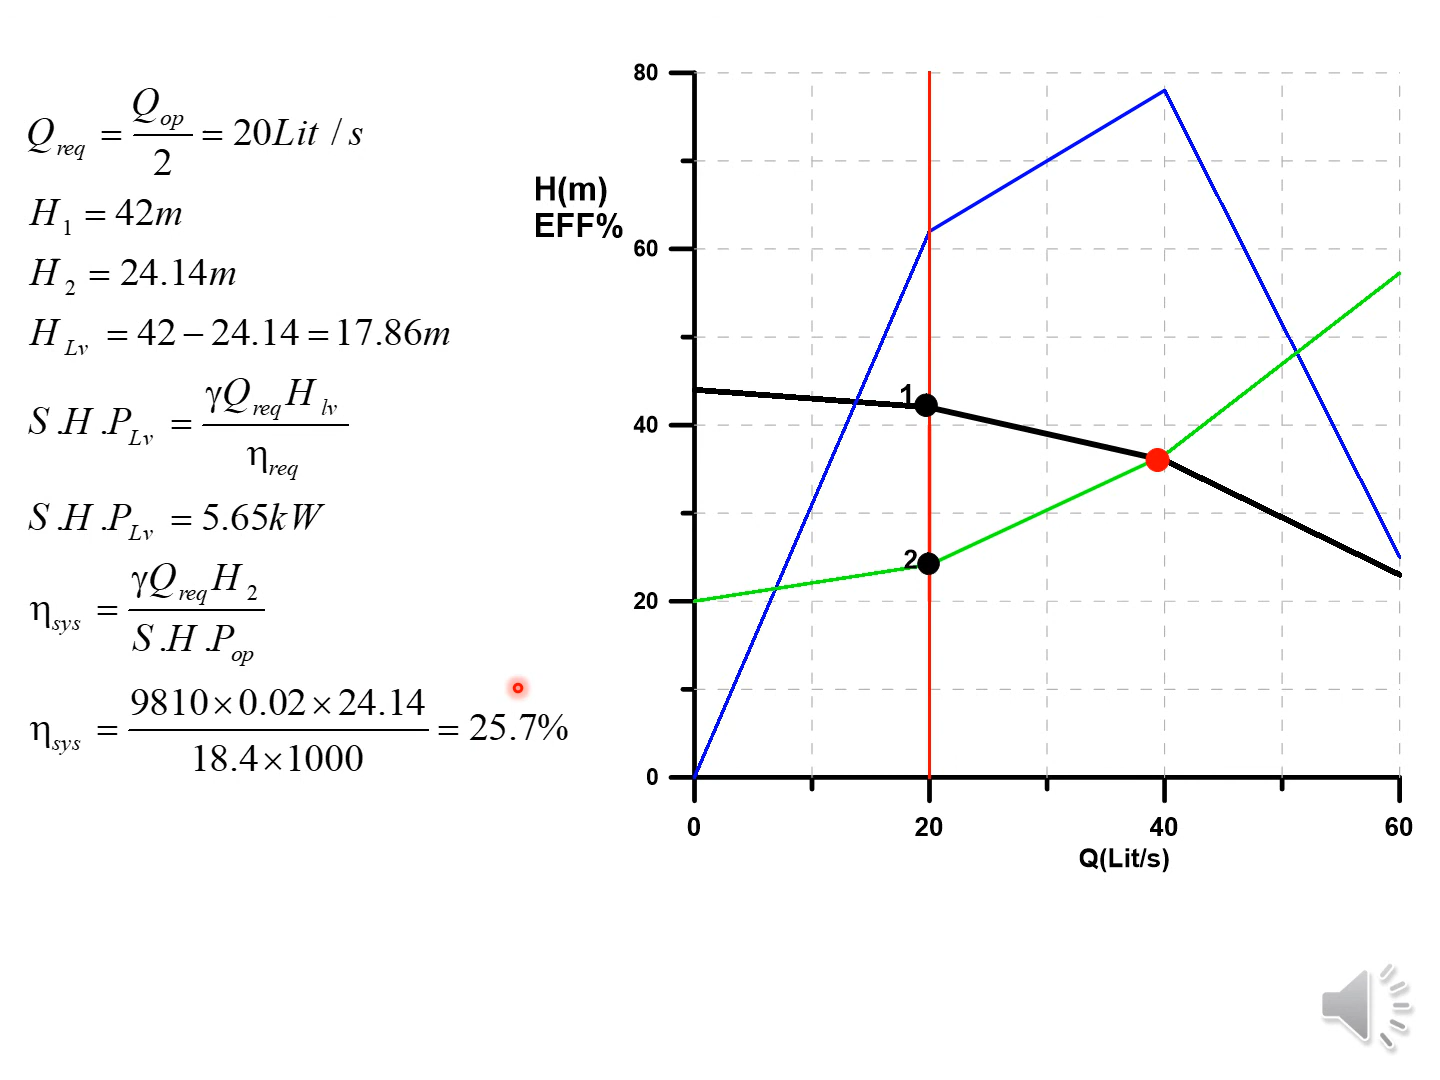 Q_req = Q_op / 2 = 20Lit / s
H_1 = 42m
H_2 = 24.14m
H_Lv = 42 − 24.14 = 17.86m
S.H.P_Lv = γQ_req H_lv / η_req
S.H.P_Lv = 5.65kW
η_sys = γQ_req H_2 / S.H.P_op
η_sys = 9810×0.02×24.14 / 18.4×1000 = 25.7%
H(m)
EFF%
80
60
40
20
0
1
2
0 20 40 60
Q(Lit/s)